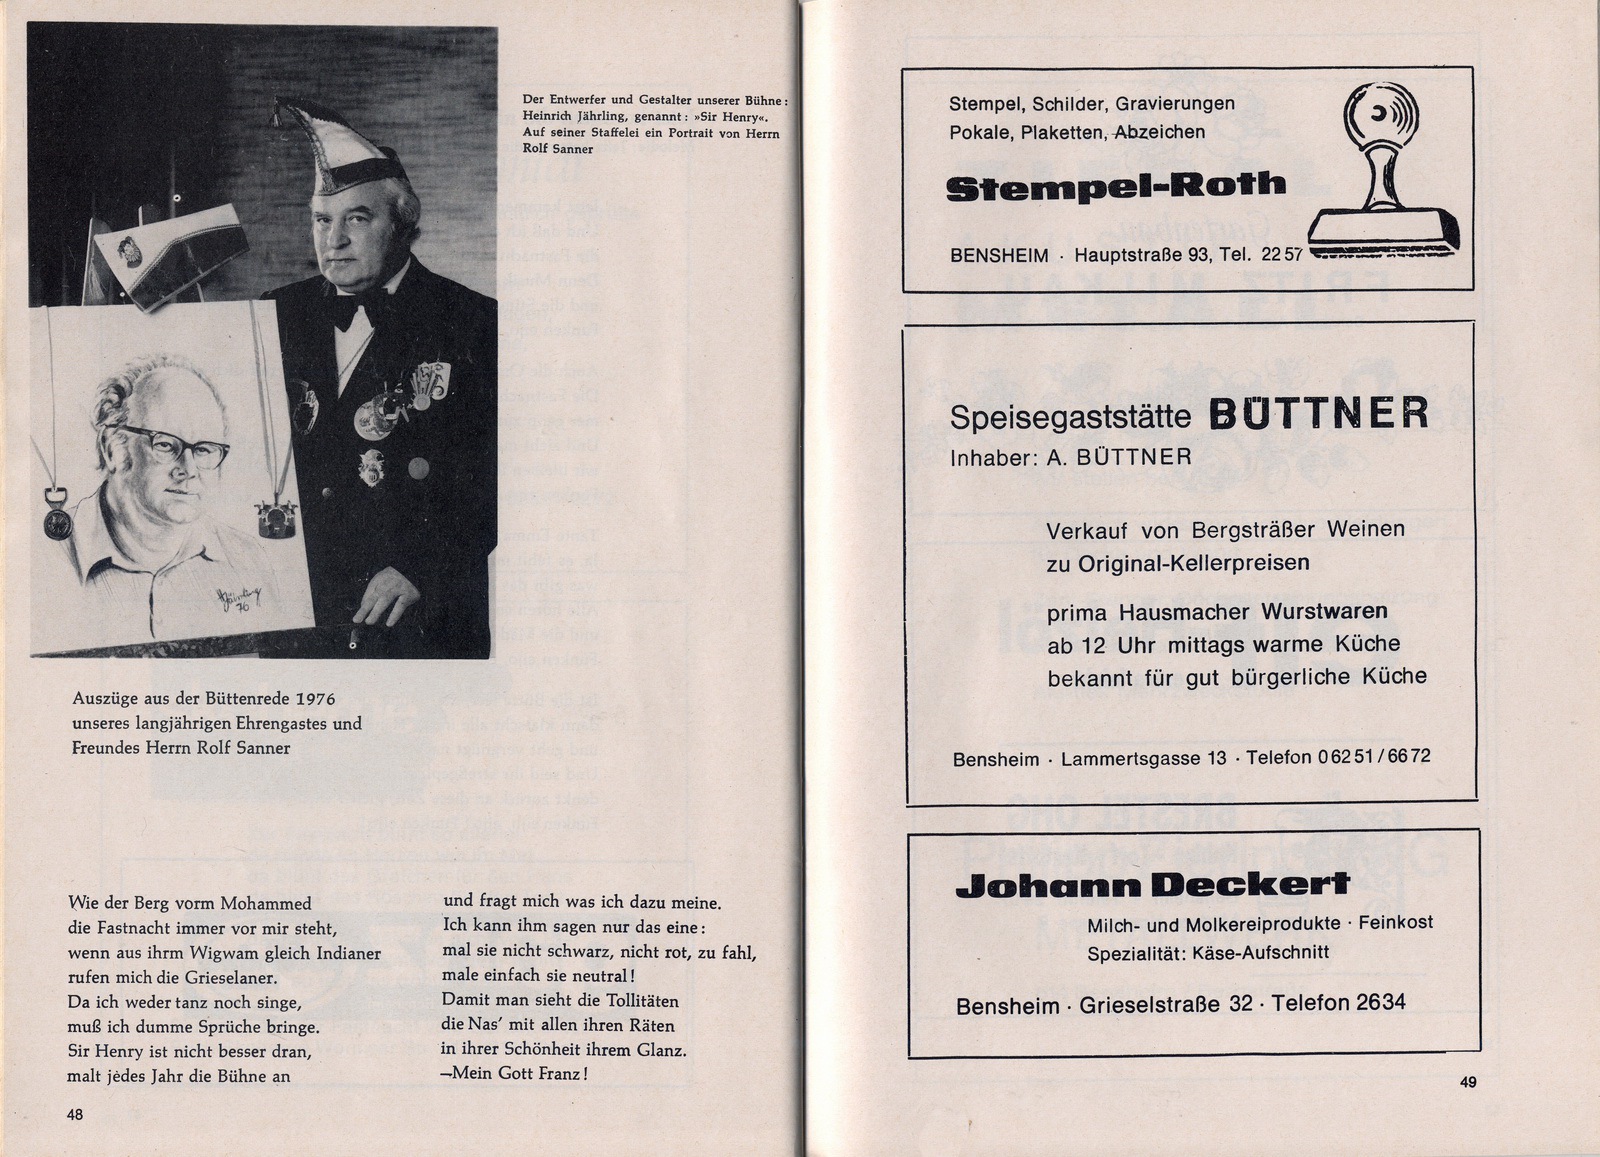 Der Entwerfer und Gestalter unserer Bühne:
Heinrich Jährling, genannt: »Sir Henry«.
Auf seiner Staffelei ein Portrait von Herrn
Rolf Sanner
Jährling
76
Auszüge aus der Büttenrede 1976
unseres langjährigen Ehrengastes und
Freundes Herrn Rolf Sanner
Wie der Berg vorm Mohammed
die Fastnacht immer vor mir steht,
wenn aus ihrm Wigwam gleich Indianer
rufen mich die Grieselaner.
Da ich weder tanz noch singe,
muß ich dumme Sprüche bringe.
Sir Henry ist nicht besser dran,
malt jedes Jahr die Bühne an
und fragt mich was ich dazu meine.
Ich kann ihm sagen nur das eine:
mal sie nicht schwarz, nicht rot, zu fahl,
male einfach sie neutral!
Damit man sieht die Tollitäten
die Nas' mit allen ihren Räten
in ihrer Schönheit ihrem Glanz.
—Mein Gott Franz!
48
Stempel, Schilder, Gravierungen
Pokale, Plaketten, Abzeichen
Stempel-Roth
BENSHEIM · Hauptstraße 93, Tel. 2257
Speisegaststätte BÜTTNER
Inhaber: A. BÜTTNER
Verkauf von Bergsträßer Weinen
zu Original-Kellerpreisen
prima Hausmacher Wurstwaren
ab 12 Uhr mittags warme Küche
bekannt für gut bürgerliche Küche
Bensheim · Lammertsgasse 13 · Telefon 06251/6672
Johann Deckert
Milch- und Molkereiprodukte · Feinkost
Spezialität: Käse-Aufschnitt
Bensheim · Grieselstraße 32 · Telefon 2634
49